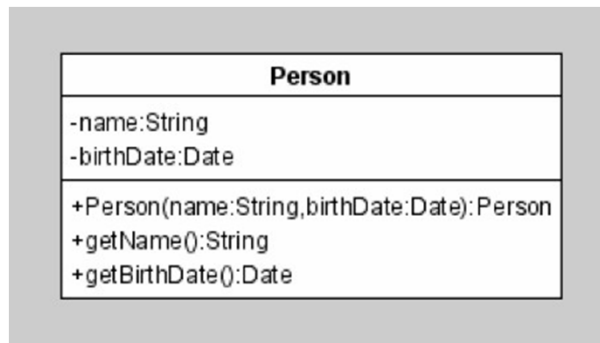 Person
-name:String
-birthDate:Date
+Person(name:String,birthDate:Date):Person
+getName():String
+getBirthDate():Date